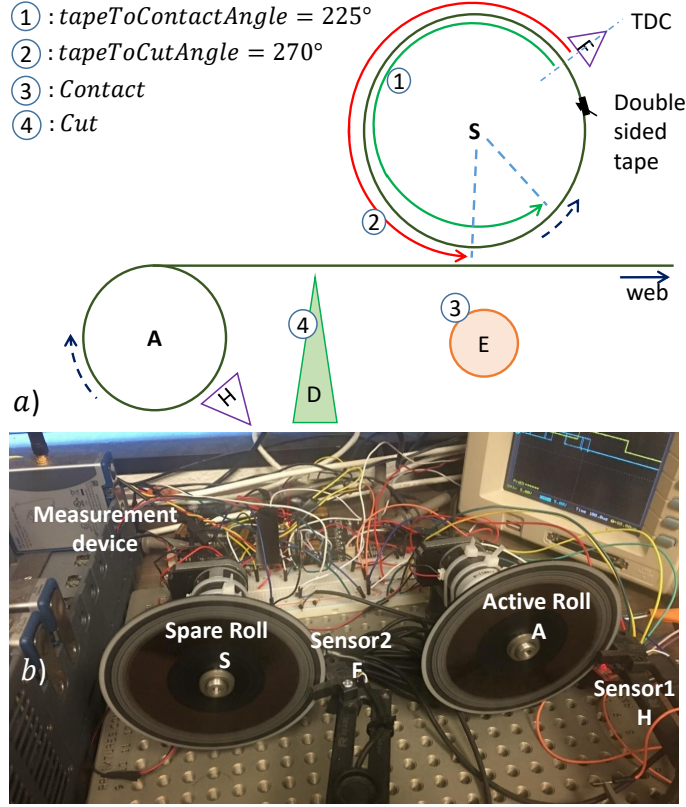 1 : tapeToContactAngle = 225°
2 : tapeToCutAngle = 270°
3 : Contact
4 : Cut
TDC
F
1
Double
sided
tape
S
2
web
A
3
4
E
D
H
a)
Measurement
device
Spare Roll
S
Sensor2
F
Active Roll
A
Sensor1
H
b)